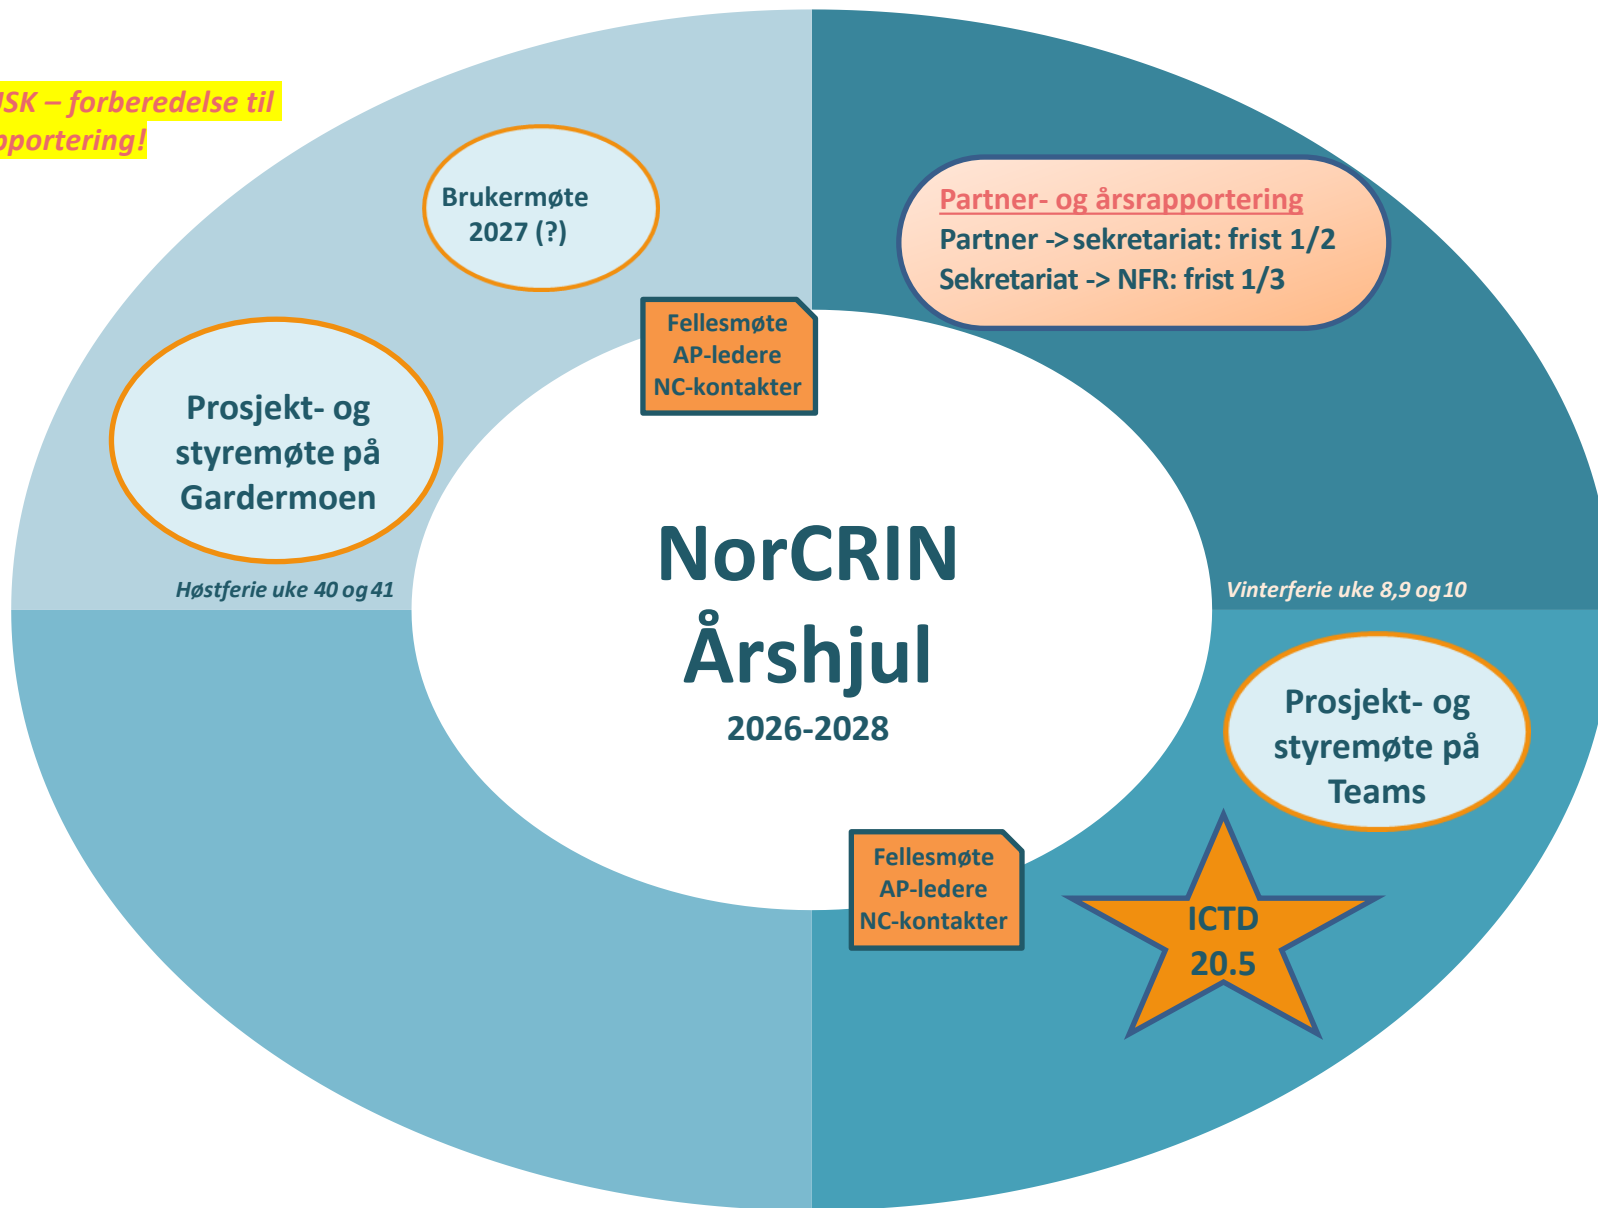 – forberedelse til
Brukermøte
2027 (?)
Partner- og årsrapportering
Partner -> sekretariat: frist 1/2
Sekretariat -> NFR: frist 1/3
Fellesmøte
AP-ledere
NC-kontakter
Prosjekt- og
styremøte på
Gardermoen
Høstferie uke 40 og 41
NorCRIN
Årshjul
2026-2028
Vinterferie uke 8,9 og 10
Prosjekt- og
styremøte på
Teams
Fellesmøte
AP-ledere
NC-kontakter
ICTD
20.5